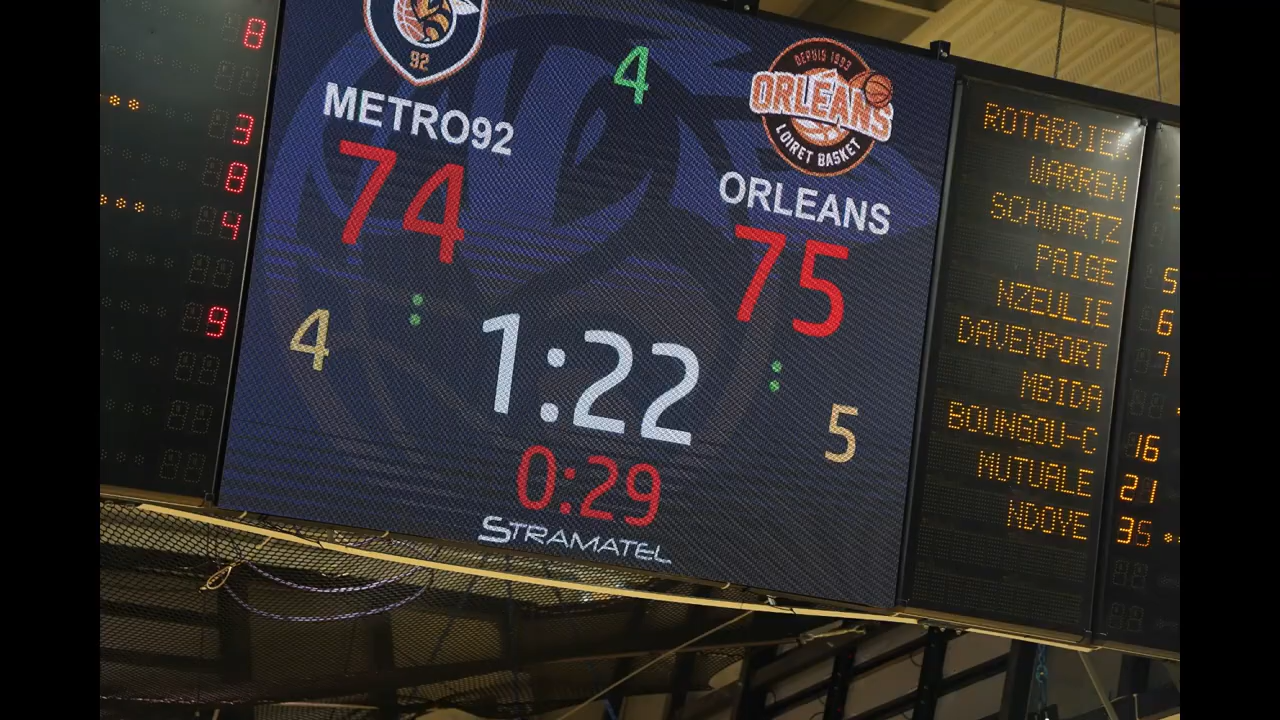 8
3
8
4
9
92
METRO92
74
4
4
DEPUIS 1993
ORLEANS
LOIRET BASKET
ORLEANS
75
5
1:22
0:29
STRAMATEL
ROTARDIER
WARREN
SCHWARTZ
PAIGE 5
NZEULIE 6
DAVENPORT 7
MBIDA
BOUNGOU-C 16
MUTUALE 21
NDOYE 35